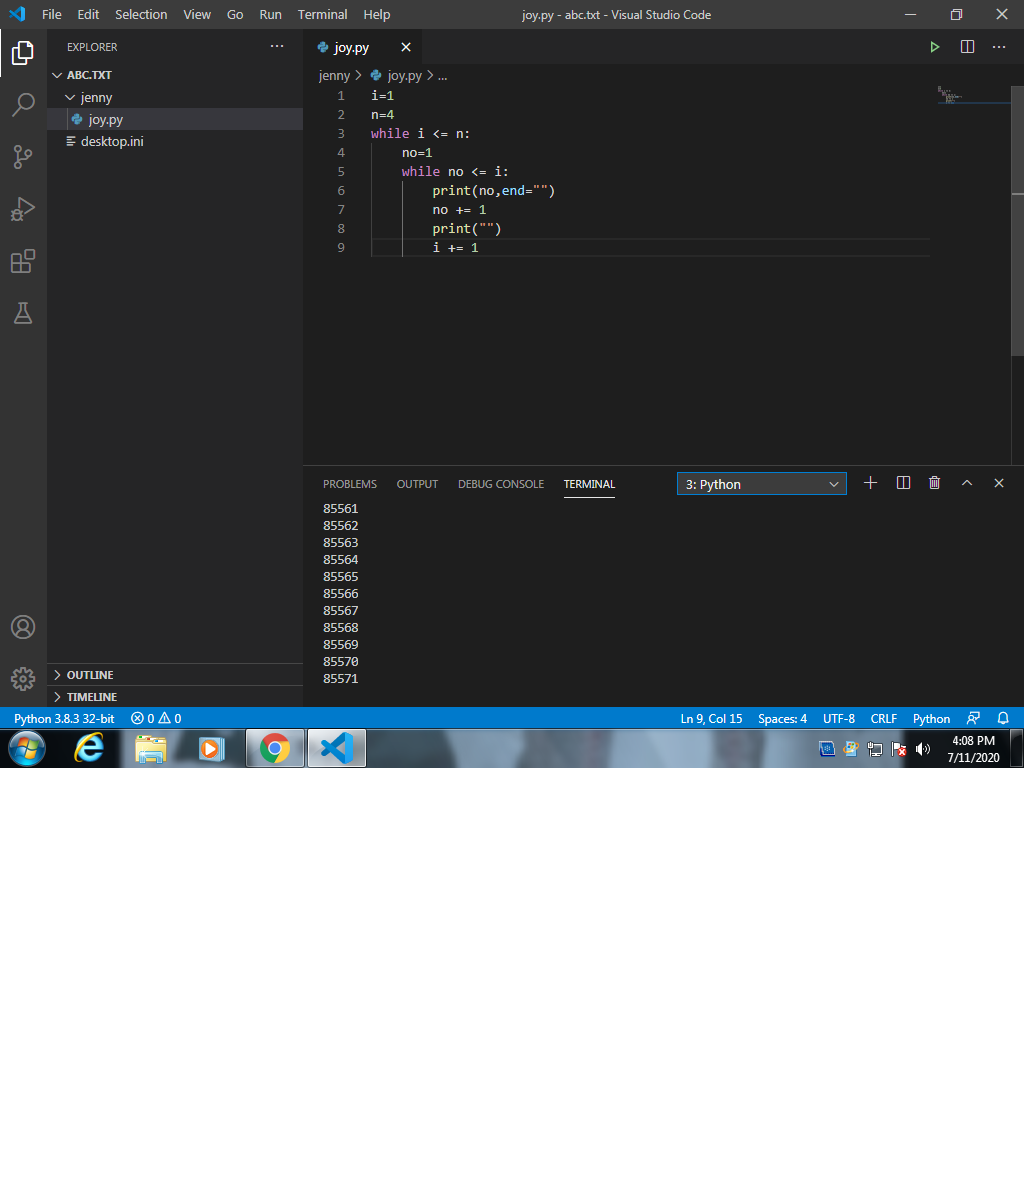 File Edit Selection View Go Run Terminal Help joy.py - abc.txt - Visual Studio Code
EXPLORER
ABC.TXT
jenny
joy.py
desktop.ini
OUTLINE
TIMELINE
joy.py
jenny > joy.py > ...
1 i=1
2 n=4
3 while i <= n:
4     no=1
5     while no <= i:
6         print(no,end="")
7         no += 1
8         print("")
9         i += 1
PROBLEMS OUTPUT DEBUG CONSOLE TERMINAL 3: Python
85561
85562
85563
85564
85565
85566
85567
85568
85569
85570
85571
Python 3.8.3 32-bit 0 0 Ln 9, Col 15 Spaces: 4 UTF-8 CRLF Python
4:08 PM
7/11/2020